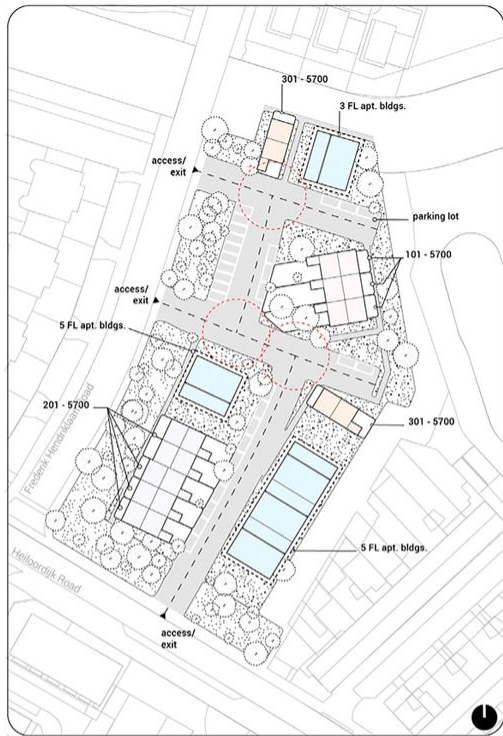 301 - 5700
3 FL apt. bldgs.
access/
exit
parking lot
101 - 5700
access/
exit
5 FL apt. bldgs.
201 - 5700
301 - 5700
Frederik Hendriklaan Road
5 FL apt. bldgs.
Heiloordijk Road
access/
exit